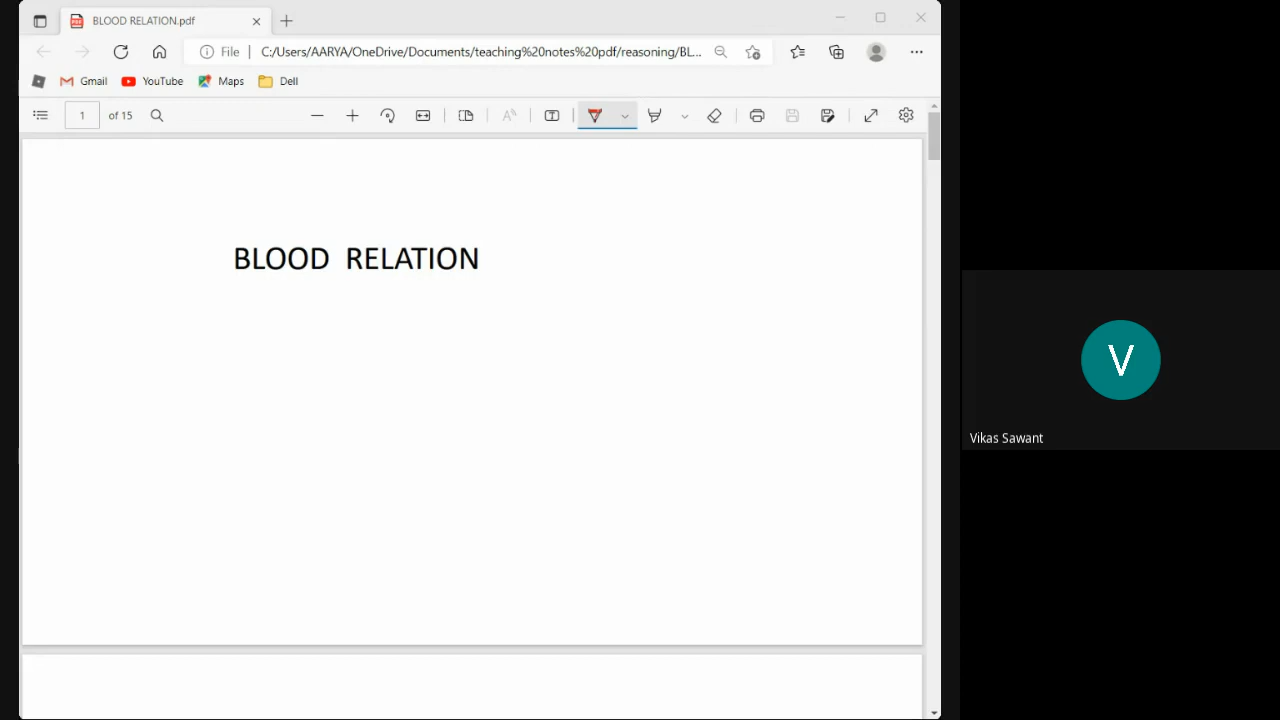 BLOOD RELATION.pdf
File
C:/Users/AARYA/OneDrive/Documents/teaching%20notes%20pdf/reasoning/BL...
Gmail
YouTube
Maps
Dell
1 of 15
BLOOD RELATION
V
Vikas Sawant